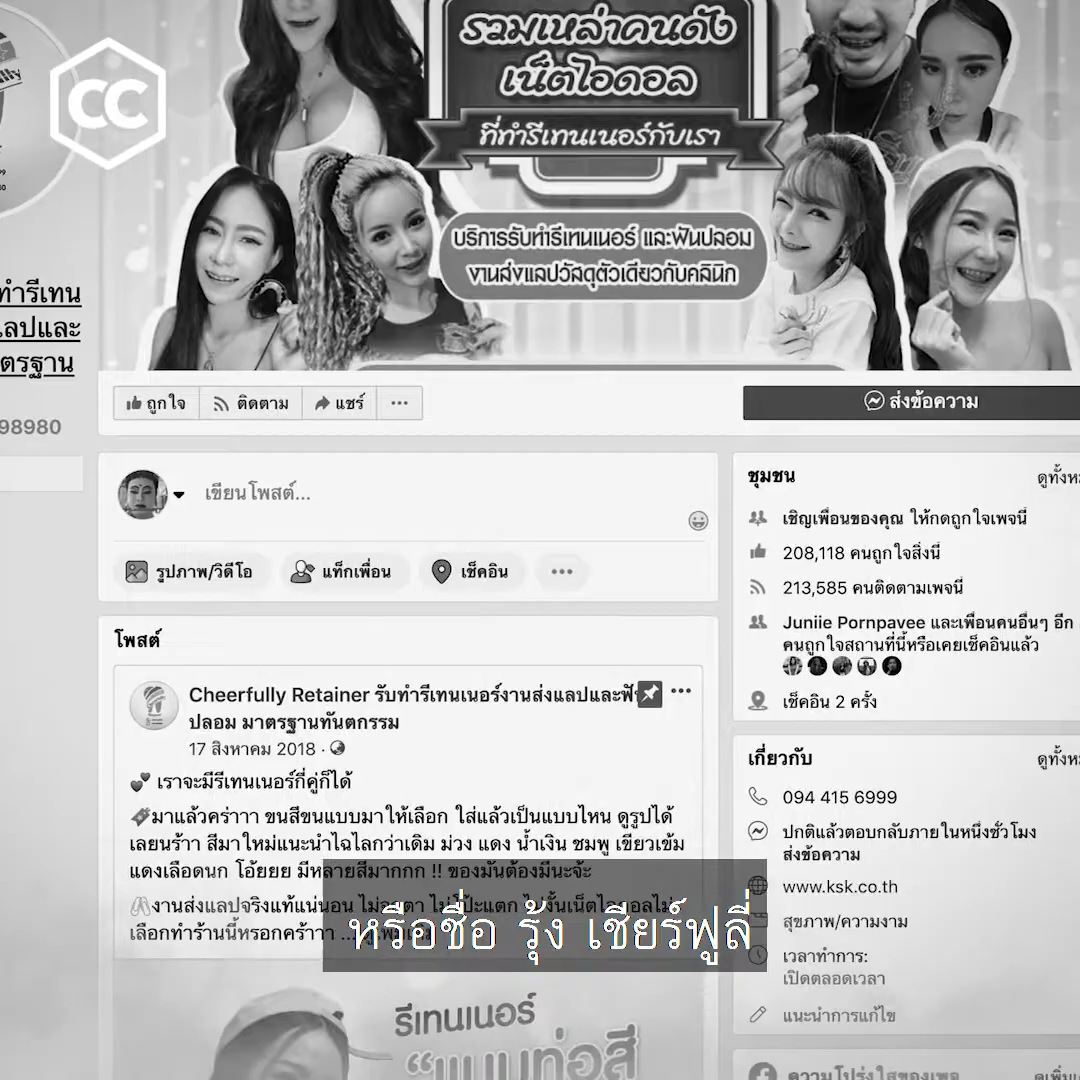 CC
รวมเหล่าคนดัง
เน็ตไอดอล
ที่ทำรีเทนเนอร์กับเรา
บริการรับทำรีเทนเนอร์ และฟันปลอม
งานส่งแลปวัสดุตัวเดียวกับคลินิก
ทำรีเทน
ลปและ
ตรฐาน
98980
ถูกใจ ติดตาม แชร์ ...
ส่งข้อความ
เขียนโพสต์...
รูปภาพ/วิดีโอ แท็กเพื่อน เช็คอิน ...
โพสต์
Cheerfully Retainer รับทำรีเทนเนอร์งานส่งแลปและฟัน
ปลอม มาตรฐานทันตกรรม
17 สิงหาคม 2018 ·
💕 เราจะมีรีเทนเนอร์กี่คู่ก็ได้
มาแล้วคร่าาา ขนสีขนแบบมาให้เลือก ใส่แล้วเป็นแบบไหน ดูรูปได้
เลยนร้าา สีมาใหม่แนะนำไฉไลกว่าเดิม ม่วง แดง น้ำเงิน ชมพู เขียวเข้ม
แดงเลือดนก โอ้ยยย มีหลายสีมากกก !! ของมันต้องมีนะจ้ะ
งานส่งแลปจริงแท้แน่นอน
เลือกทำร้านนี้หรอกคร้าา ...
หรือชื่อ รุ้ง เชียร์ฟูลี่
รีเทนเนอร์
ชุมชน
เชิญเพื่อนของคุณ ให้กดถูกใจเพจนี้
208,118 คนถูกใจสิ่งนี้
213,585 คนติดตามเพจนี้
Juniie Pornpavee และเพื่อนคนอื่นๆ อีก
คนถูกใจสถานที่นี้หรือเคยเช็คอินแล้ว
เช็คอิน 2 ครั้ง
เกี่ยวกับ
094 415 6999
ปกติแล้วตอบกลับภายในหนึ่งชั่วโมง
ส่งข้อความ
www.ksk.co.th
สุขภาพ/ความงาม
เวลาทำการ:
เปิดตลอดเวลา
แนะนำการแก้ไข